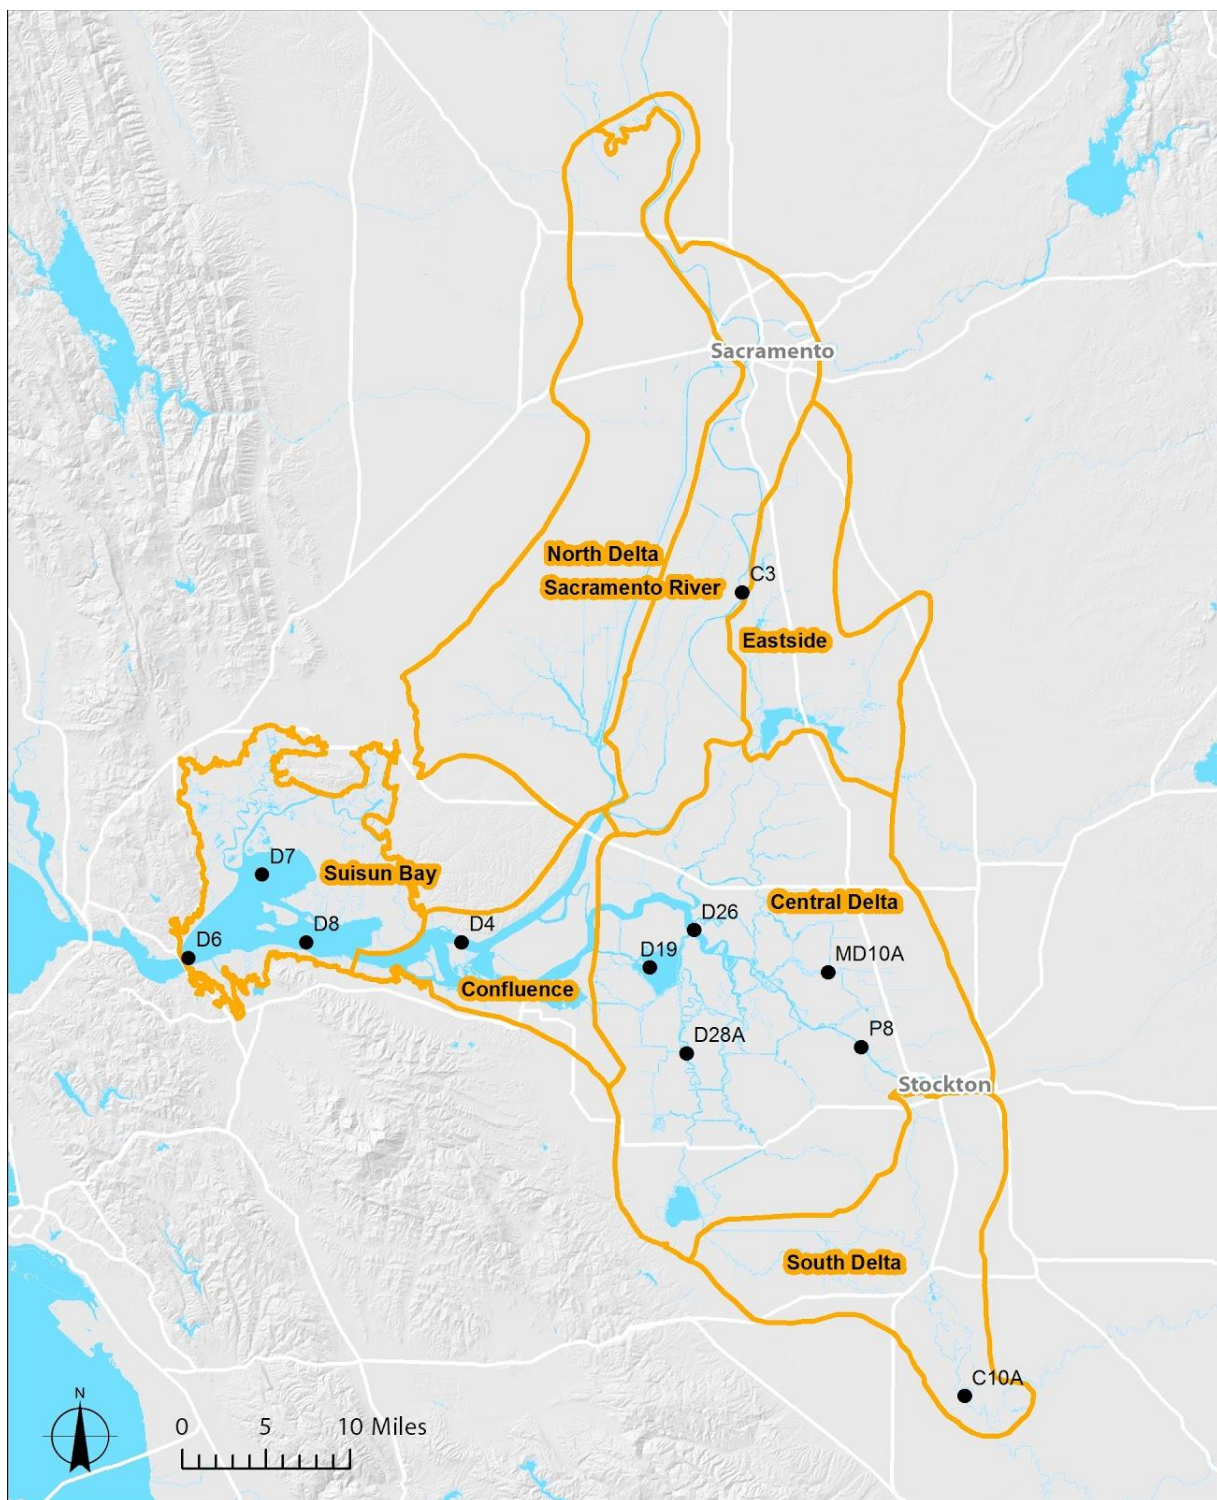 Sacramento
North Delta
C3
Sacramento River
Eastside
D7
Suisun Bay
Central Delta
D26
D8
D4
D6
D19
MD10A
Confluence
D28A
P8
Stockton
South Delta
C10A
N
0 5 10 Miles